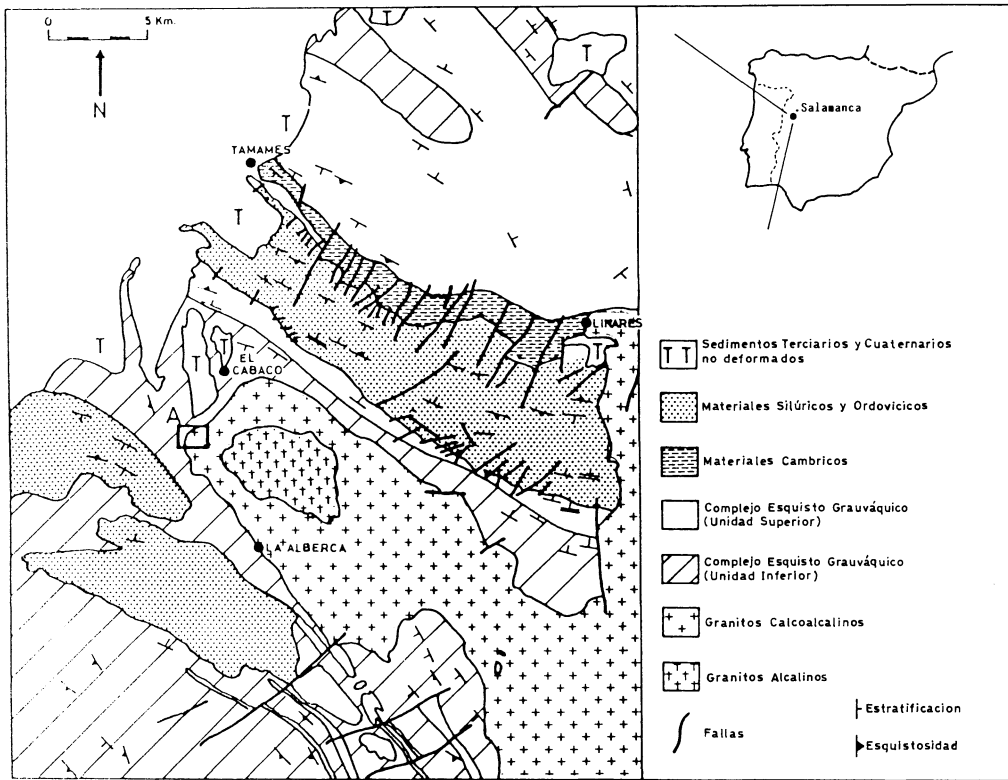 0 5 Km.
N
T
T
T
TAMAMES
T
LINARES
T
T
T
T
EL
CABACO
A
LA ALBERCA
Salamanca
T T
Sedimentos Terciarios y Cuaternarios
no deformados
Materiales Silúricos y Ordovícicos
Materiales Cambricos
Complejo Esquisto Grauváquico
(Unidad Superior)
Complejo Esquisto Grauváquico
(Unidad Inferior)
Granitos Calcoalcalinos
Granitos Alcalinos
Fallas
Estratificacion
Esquistosidad